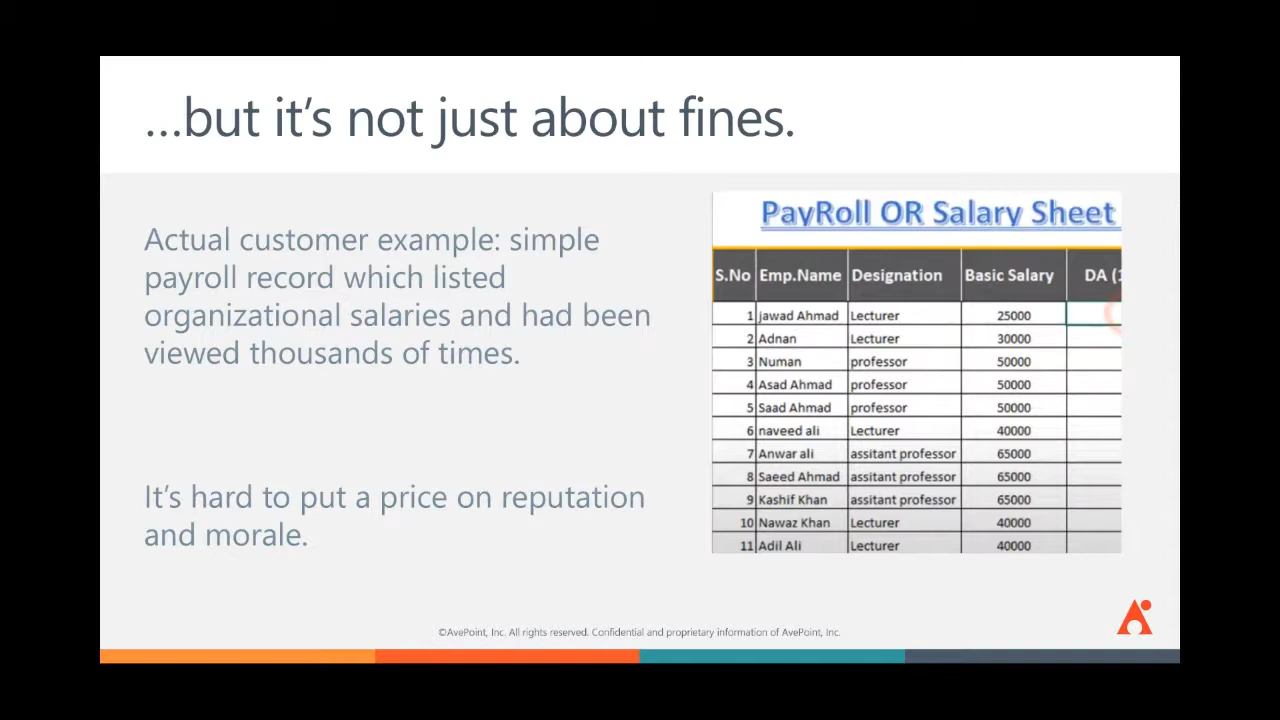 ...but it's not just about fines.
Actual customer example: simple
payroll record which listed
organizational salaries and had been
viewed thousands of times.
It's hard to put a price on reputation
and morale.
PayRoll OR Salary Sheet
S.No Emp.Name Designation Basic Salary DA (1
1 jawad Ahmad Lecturer 25000
2 Adnan Lecturer 30000
3 Numan professor 50000
4 Asad Ahmad professor 50000
5 Saad Ahmad professor 50000
6 naveed ali Lecturer 40000
7 Anwar ali assitant professor 65000
8 Saeed Ahmad assitant professor 65000
9 Kashif Khan assitant professor 65000
10 Nawaz Khan Lecturer 40000
11 Adil Ali Lecturer 40000
©AvePoint, Inc. All rights reserved. Confidential and proprietary information of AvePoint, Inc.